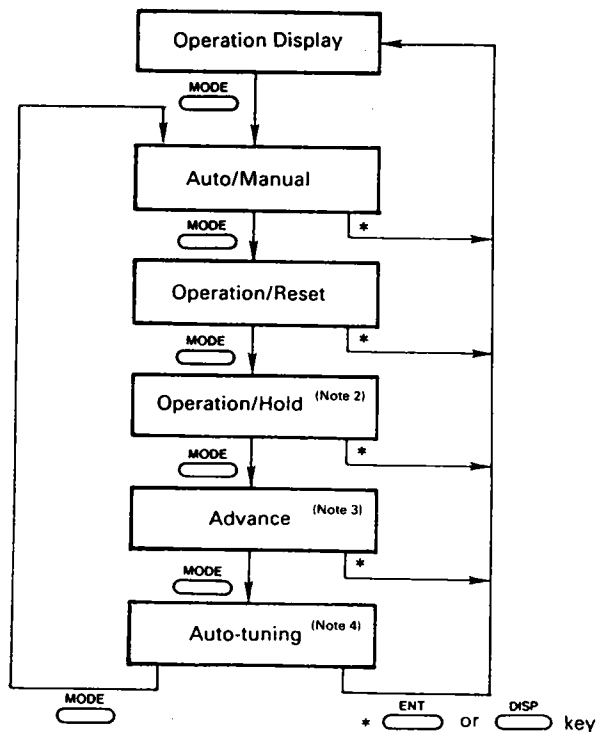 Operation Display
MODE
Auto/Manual
*
MODE
Operation/Reset
*
MODE
Operation/Hold (Note 2)
*
MODE
Advance (Note 3)
*
MODE
Auto-tuning (Note 4)
MODE
* ENT or DISP key